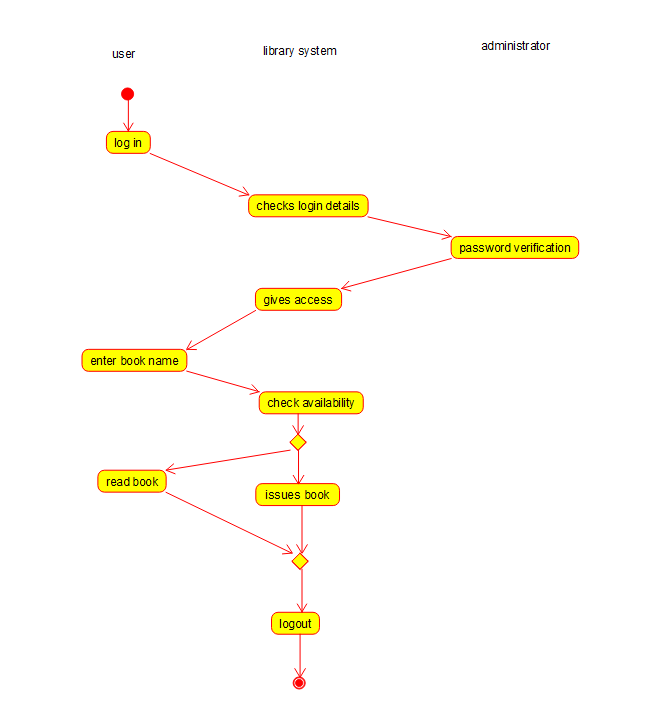 user
library system
administrator
log in
checks login details
password verification
gives access
enter book name
check availability
read book
issues book
logout